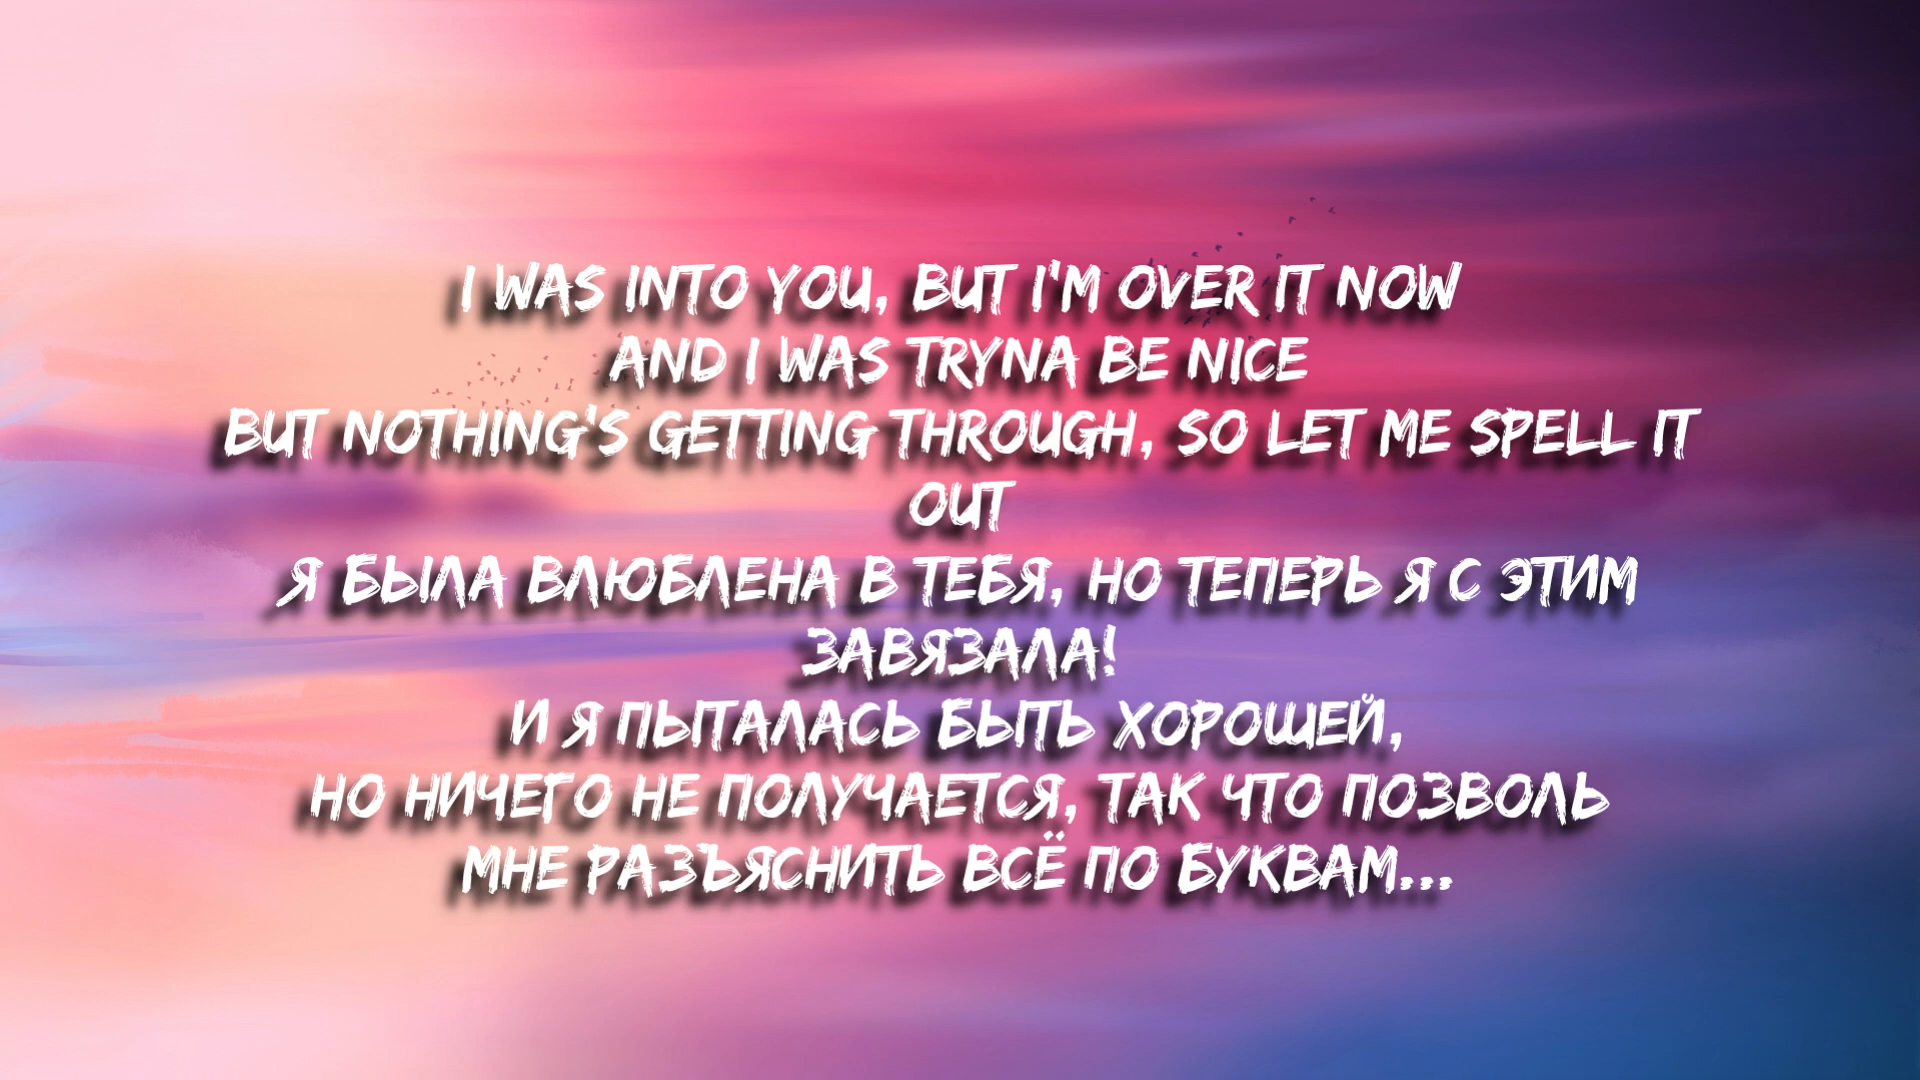 I WAS INTO YOU, BUT I'M OVER IT NOW
AND I WAS TRYNA BE NICE
BUT NOTHING'S GETTING THROUGH, SO LET ME SPELL IT
OUT
Я БЫЛА ВЛЮБЛЕНА В ТЕБЯ, НО ТЕПЕРЬ Я С ЭТИМ
ЗАВЯЗАЛА!
И Я ПЫТАЛАСЬ БЫТЬ ХОРОШЕЙ,
НО НИЧЕГО НЕ ПОЛУЧАЕТСЯ, ТАК ЧТО ПОЗВОЛЬ
МНЕ РАЗЪЯСНИТЬ ВСЁ ПО БУКВАМ...